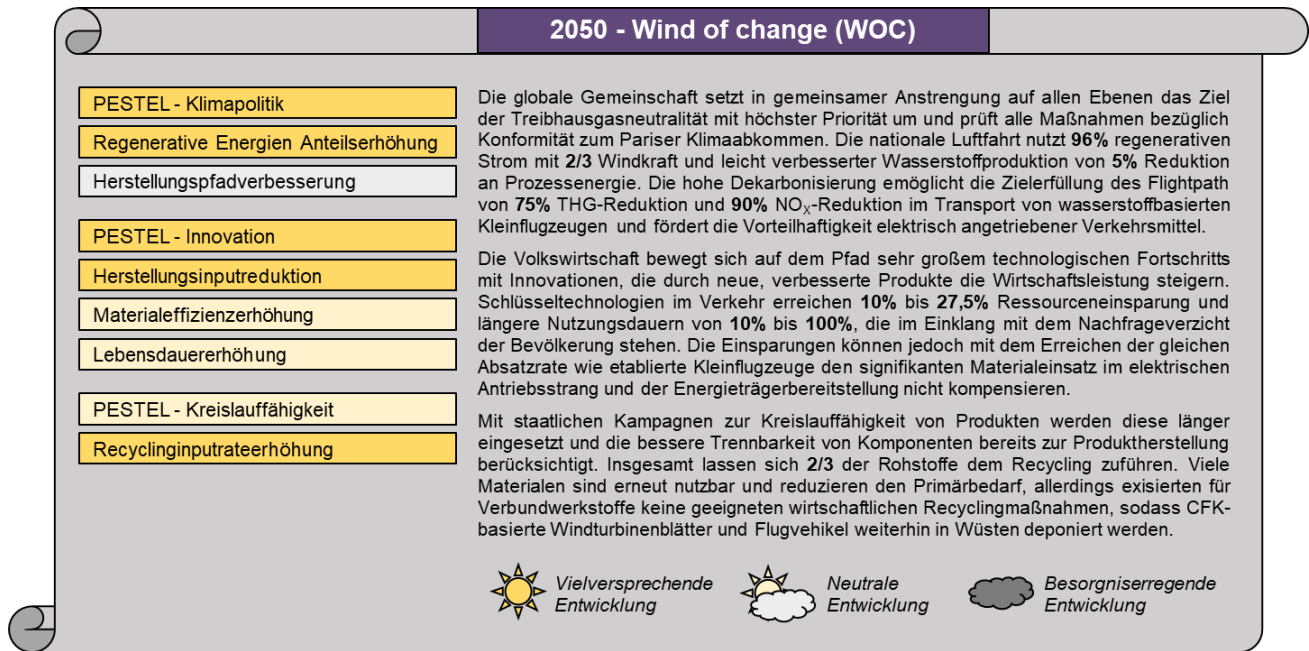 2050 - Wind of change (WOC)
PESTEL - Klimapolitik
Regenerative Energien Anteilserhöhung
Herstellungspfadverbesserung
PESTEL - Innovation
Herstellungsinputreduktion
Materialeffizienzerhöhung
Lebensdauererhöhung
PESTEL - Kreislauffähigkeit
Recyclinginputrateerhöhung
Die globale Gemeinschaft setzt in gemeinsamer Anstrengung auf allen Ebenen das Ziel
der Treibhausgasneutralität mit höchster Priorität um und prüft alle Maßnahmen bezüglich
Konformität zum Pariser Klimaabkommen. Die nationale Luftfahrt nutzt 96% regenerativen
Strom mit 2/3 Windkraft und leicht verbesserter Wasserstoffproduktion von 5% Reduktion
an Prozessenergie. Die hohe Dekarbonisierung emöglicht die Zielerfüllung des Flightpath
von 75% THG-Reduktion und 90% NOX-Reduktion im Transport von wasserstoffbasierten
Kleinflugzeugen und fördert die Vorteilhaftigkeit elektrisch angetriebener Verkehrsmittel.
Die Volkswirtschaft bewegt sich auf dem Pfad sehr großem technologischen Fortschritts
mit Innovationen, die durch neue, verbesserte Produkte die Wirtschaftsleistung steigern.
Schlüsseltechnologien im Verkehr erreichen 10% bis 27,5% Ressourceneinsparung und
längere Nutzungsdauern von 10% bis 100%, die im Einklang mit dem Nachfrageverzicht
der Bevölkerung stehen. Die Einsparungen können jedoch mit dem Erreichen der gleichen
Absatzrate wie etablierte Kleinflugzeuge den signifikanten Materialeinsatz im elektrischen
Antriebsstrang und der Energieträgerbereitstellung nicht kompensieren.
Mit staatlichen Kampagnen zur Kreislauffähigkeit von Produkten werden diese länger
eingesetzt und die bessere Trennbarkeit von Komponenten bereits zur Produktherstellung
berücksichtigt. Insgesamt lassen sich 2/3 der Rohstoffe dem Recycling zuführen. Viele
Materialen sind erneut nutzbar und reduzieren den Primärbedarf, allerdings exisieren für
Verbundwerkstoffe keine geeigneten wirtschaftlichen Recyclingmaßnahmen, sodass CFK-
basierte Windturbinenblätter und Flugvehikel weiterhin in Wüsten deponiert werden.
Vielversprechende
Entwicklung
Neutrale
Entwicklung
Besorgniserregende
Entwicklung